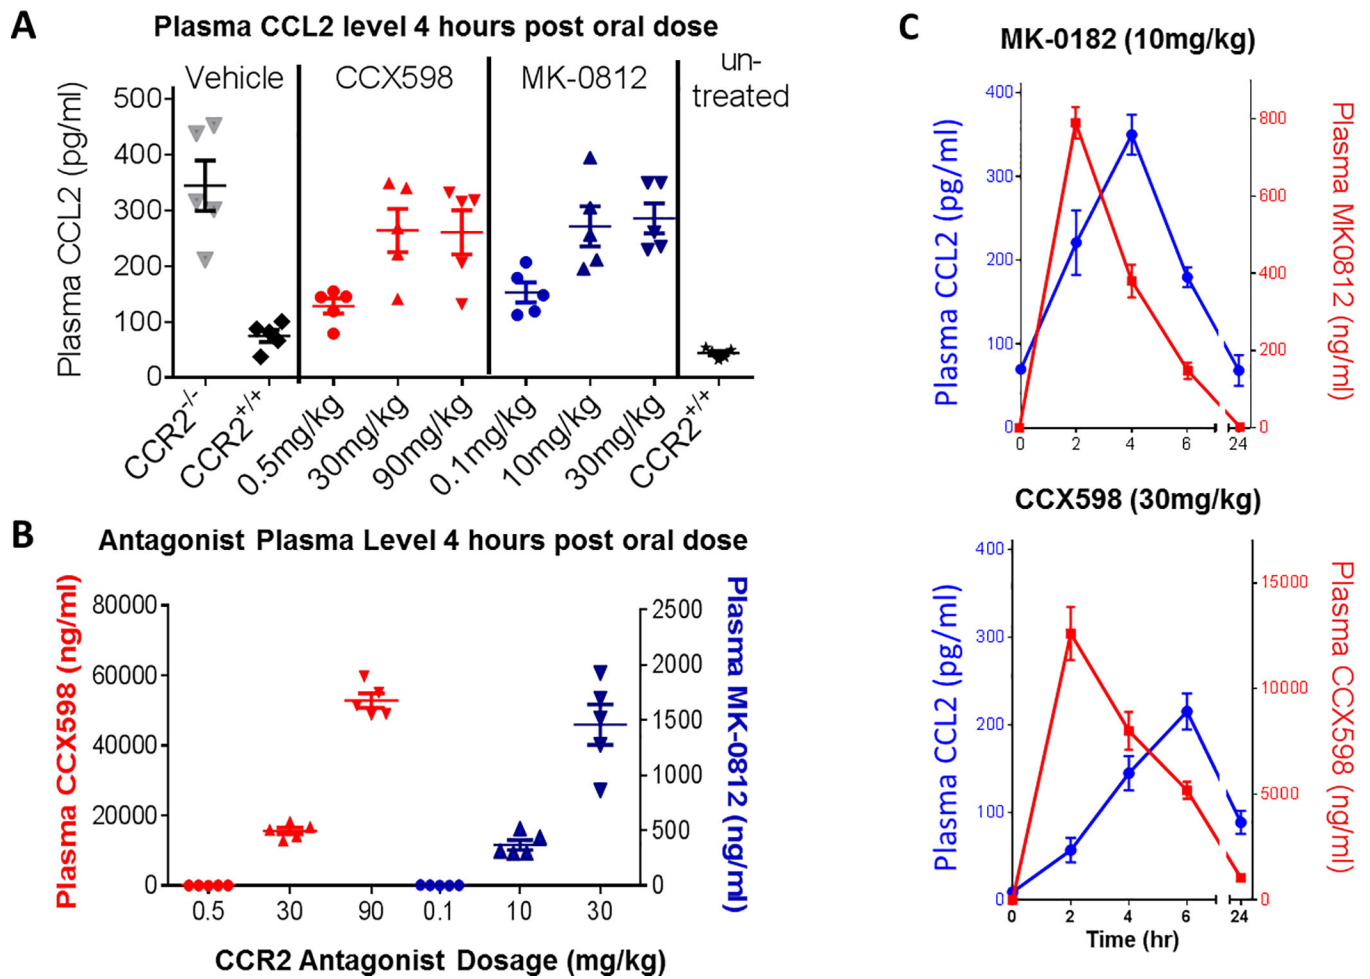 A
Plasma CCL2 level 4 hours post oral dose
Vehicle
CCX598
MK-0812
un-
treated
Plasma CCL2 (pg/ml)
500
400
300
200
100
0
CCR2-/-
CCR2+/+
0.5mg/kg
30mg/kg
90mg/kg
0.1mg/kg
10mg/kg
30mg/kg
CCR2+/+
B
Antagonist Plasma Level 4 hours post oral dose
Plasma CCX598 (ng/ml)
80000
60000
40000
20000
0
Plasma MK-0812 (ng/ml)
2500
2000
1500
1000
500
0
0.5
30
90
0.1
10
30
CCR2 Antagonist Dosage (mg/kg)
C
MK-0182 (10mg/kg)
Plasma CCL2 (pg/ml)
400
300
200
100
0
Plasma MK0812 (ng/ml)
800
600
400
200
0
0
2
4
6
24
CCX598 (30mg/kg)
Plasma CCL2 (pg/ml)
400
300
200
100
0
Plasma CCX598 (ng/ml)
15000
10000
5000
0
0
2
4
6
24
Time (hr)